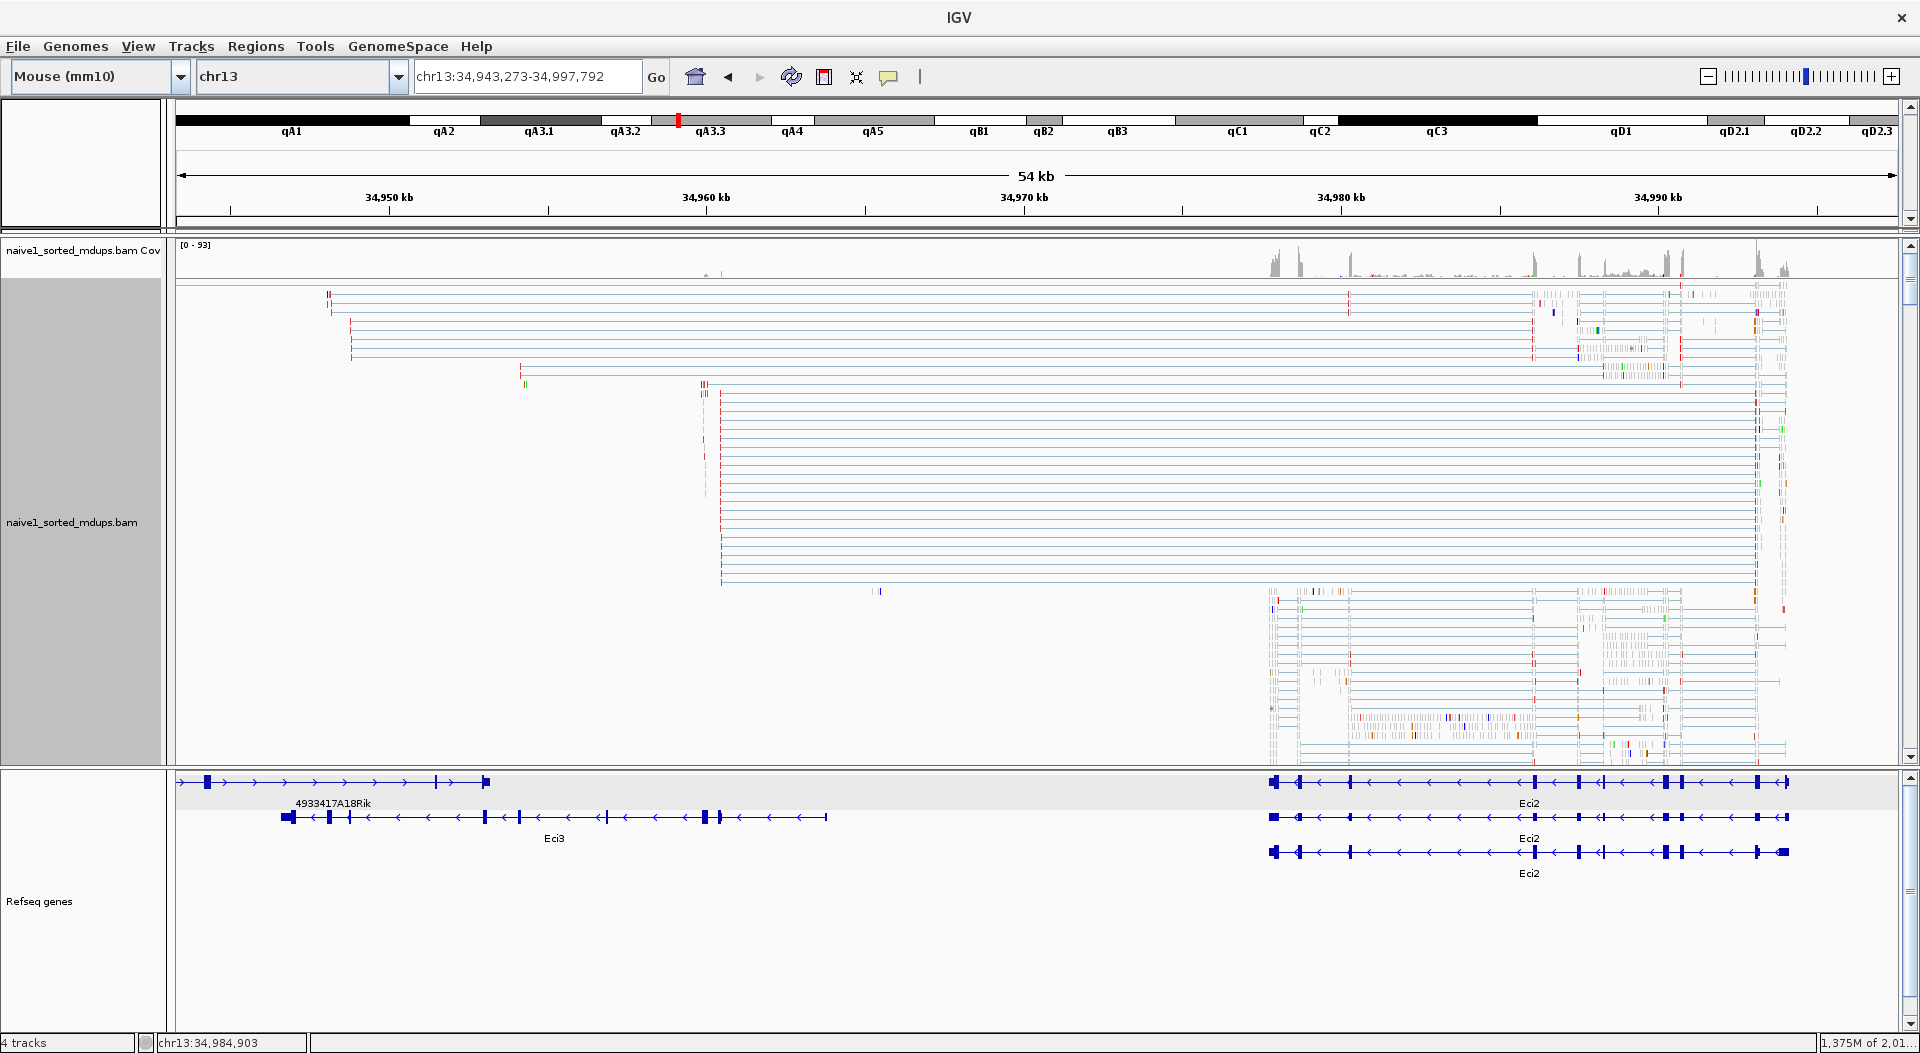 IGV
File Genomes View Tracks Regions Tools GenomeSpace Help
Mouse (mm10) chr13 chr13:34,943,273-34,997,792 Go
qA1 qA2 qA3.1 qA3.2 qA3.3 qA4 qA5 qB1 qB2 qB3 qC1 qC2 qC3 qD1 qD2.1 qD2.2 qD2.3
54 kb
34,950 kb 34,960 kb 34,970 kb 34,980 kb 34,990 kb
naive1_sorted_mdups.bam Cov [0 - 93]
naive1_sorted_mdups.bam
4933417A18Rik Eci2
Eci3 Eci2
Eci2
Refseq genes
4 tracks chr13:34,984,903 1,375M of 2,01...